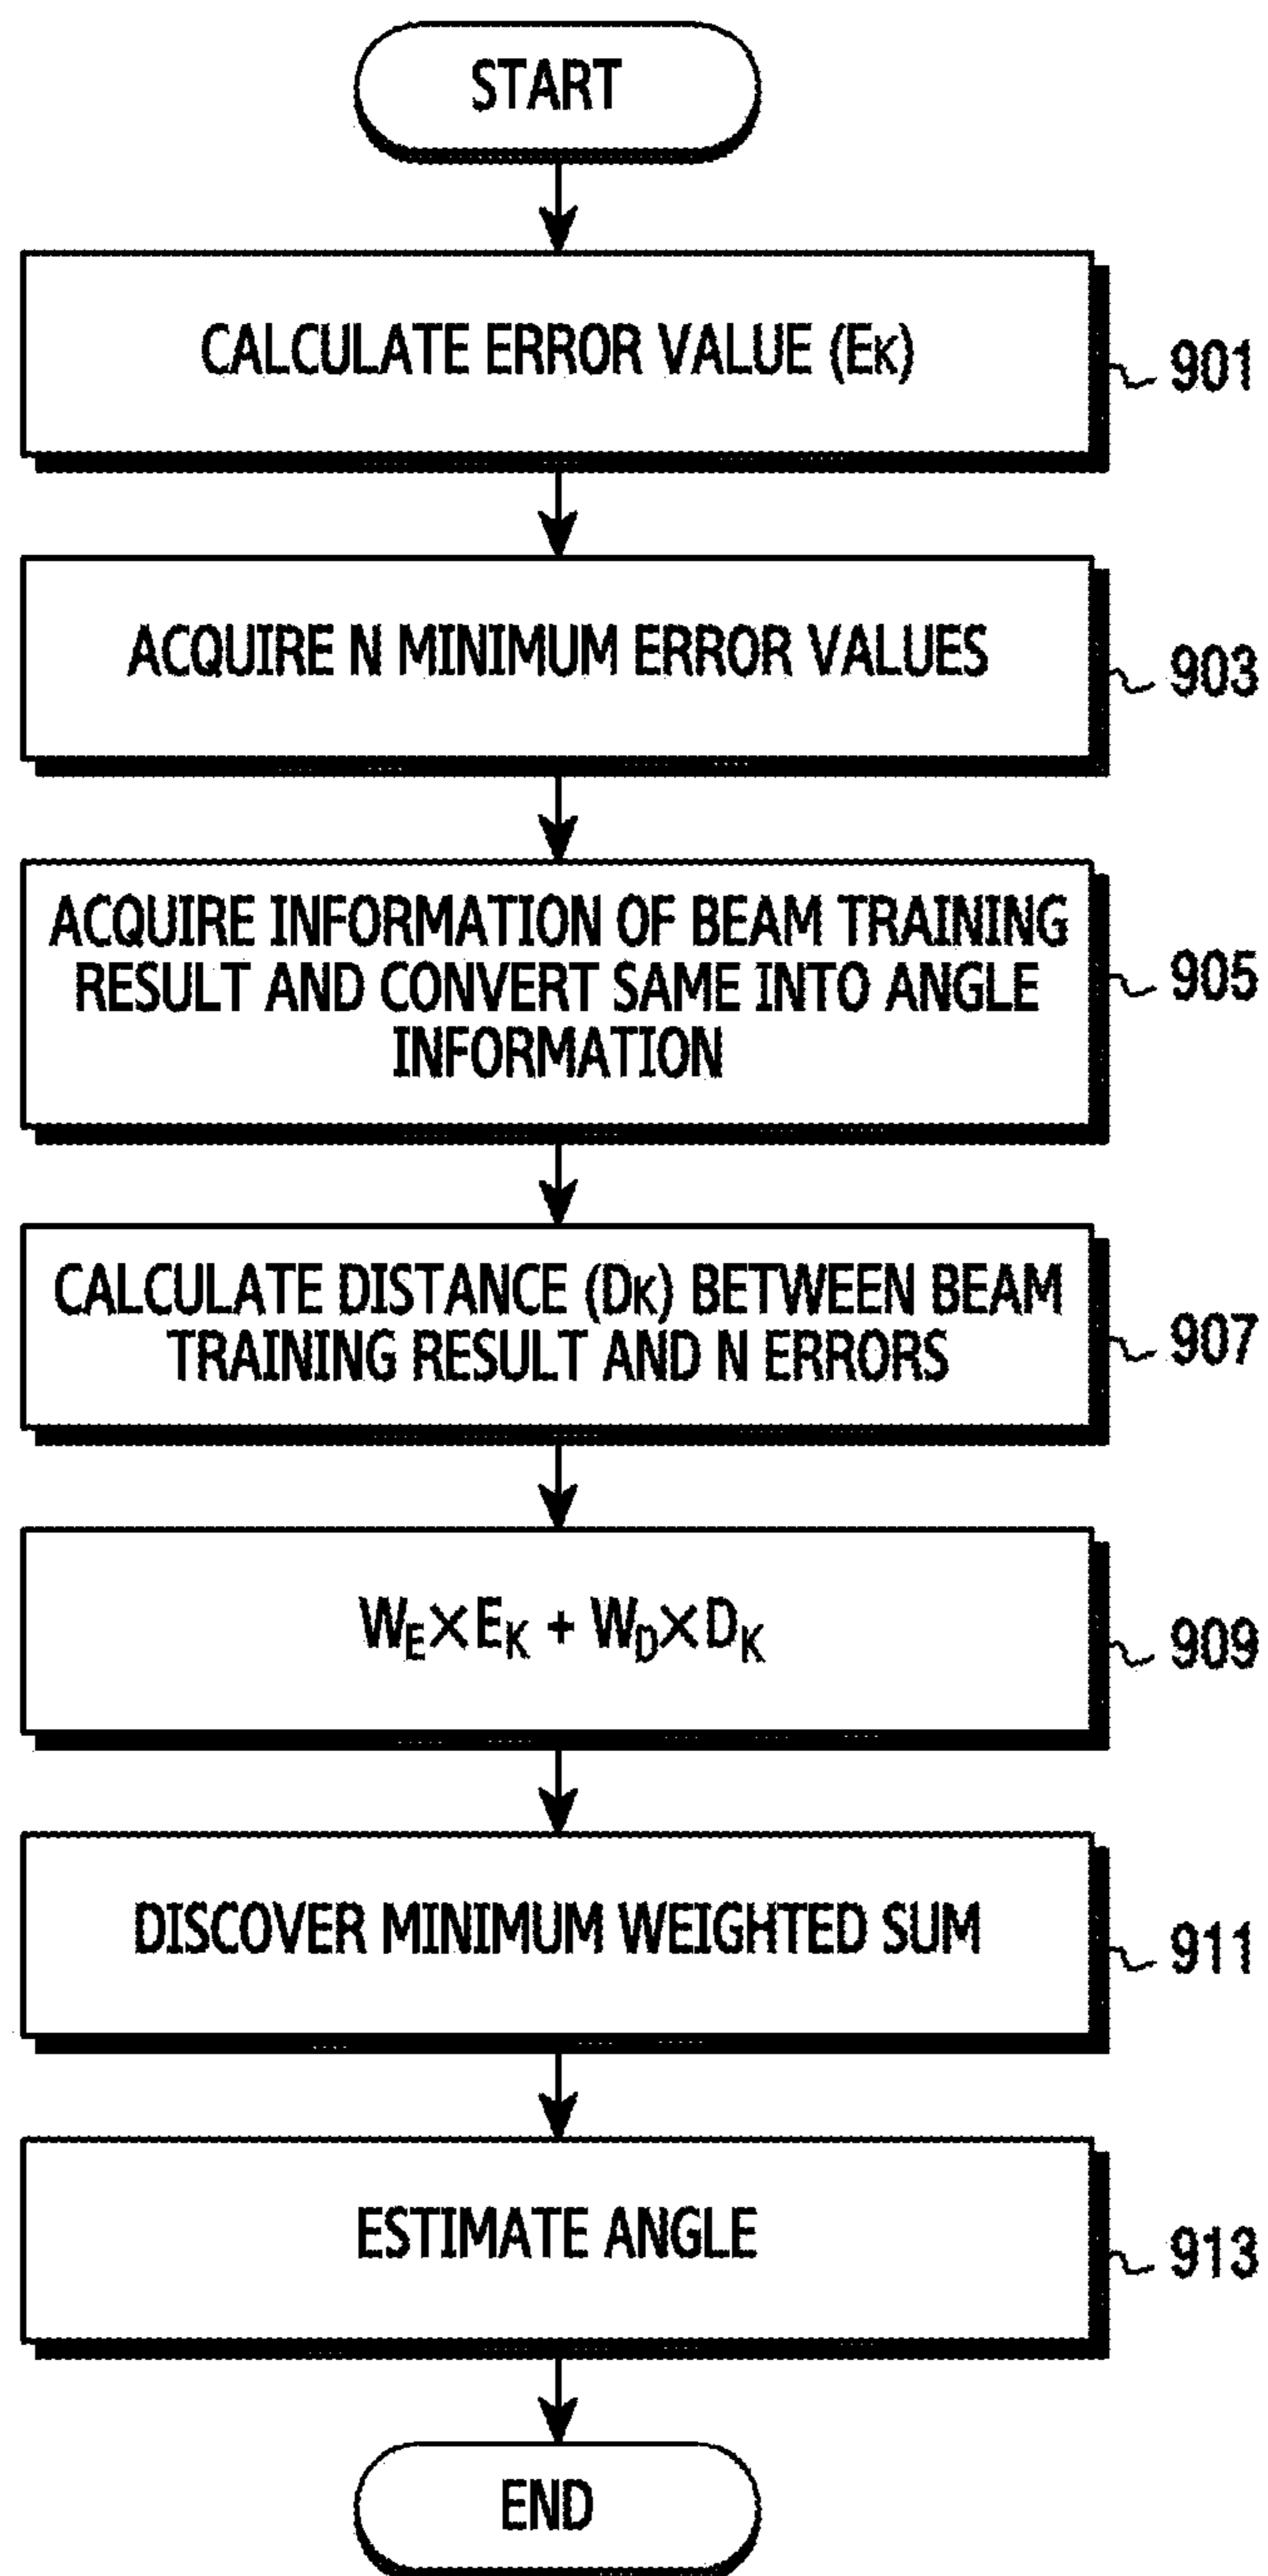 START
CALCULATE ERROR VALUE (EK)
901
ACQUIRE N MINIMUM ERROR VALUES
903
ACQUIRE INFORMATION OF BEAM TRAINING
RESULT AND CONVERT SAME INTO ANGLE
INFORMATION
905
CALCULATE DISTANCE (DK) BETWEEN BEAM
TRAINING RESULT AND N ERRORS
907
WE×EK + WD×DK
909
DISCOVER MINIMUM WEIGHTED SUM
911
ESTIMATE ANGLE
913
END